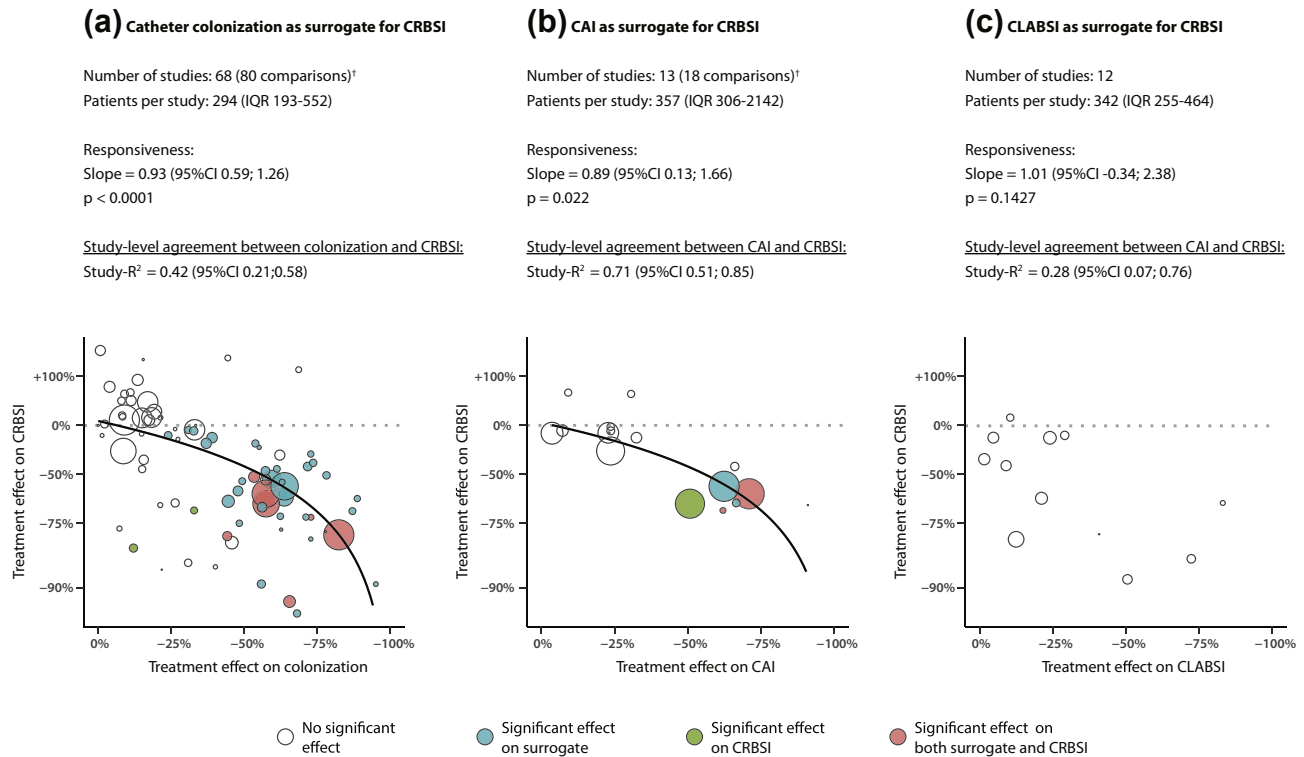 (a) Catheter colonization as surrogate for CRBSI
Number of studies: 68 (80 comparisons)†
Patients per study: 294 (IQR 193-552)
Responsiveness:
Slope = 0.93 (95%CI 0.59; 1.26)
p < 0.0001
Study-level agreement between colonization and CRBSI:
Study-R² = 0.42 (95%CI 0.21;0.58)
Treatment effect on CRBSI
+100%
0%
−50%
−75%
−90%
0% −25% −50% −75% −100%
Treatment effect on colonization
(b) CAI as surrogate for CRBSI
Number of studies: 13 (18 comparisons)†
Patients per study: 357 (IQR 306-2142)
Responsiveness:
Slope = 0.89 (95%CI 0.13; 1.66)
p = 0.022
Study-level agreement between CAI and CRBSI:
Study-R² = 0.71 (95%CI 0.51; 0.85)
Treatment effect on CRBSI
+100%
0%
−50%
−75%
−90%
0% −25% −50% −75% −100%
Treatment effect on CAI
(c) CLABSI as surrogate for CRBSI
Number of studies: 12
Patients per study: 342 (IQR 255-464)
Responsiveness:
Slope = 1.01 (95%CI -0.34; 2.38)
p = 0.1427
Study-level agreement between CAI and CRBSI:
Study-R² = 0.28 (95%CI 0.07; 0.76)
Treatment effect on CRBSI
+100%
0%
−50%
−75%
−90%
0% −25% −50% −75% −100%
Treatment effect on CLABSI
No significant
effect
Significant effect
on surrogate
Significant effect
on CRBSI
Significant effect on
both surrogate and CRBSI